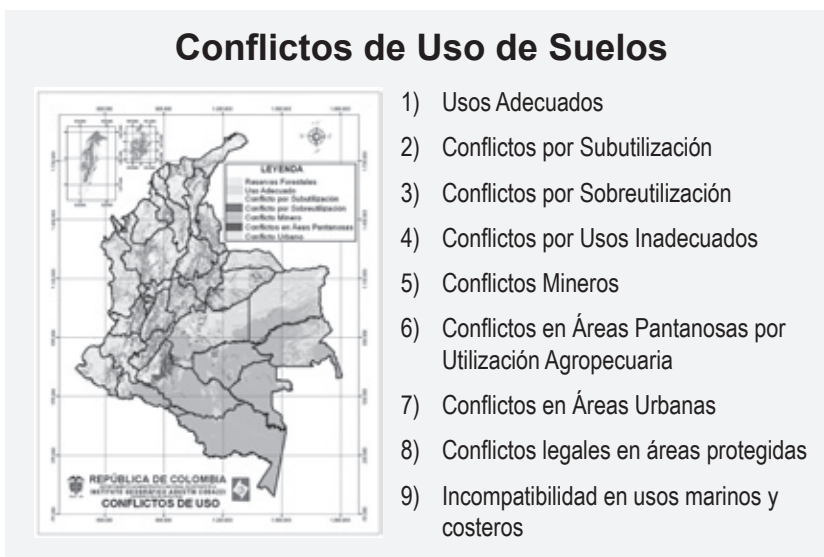 Conflictos de Uso de Suelos
1) Usos Adecuados
2) Conflictos por Subutilización
3) Conflictos por Sobreutilización
4) Conflictos por Usos Inadecuados
5) Conflictos Mineros
6) Conflictos en Áreas Pantanosas por
Utilización Agropecuaria
7) Conflictos en Áreas Urbanas
8) Conflictos legales en áreas protegidas
9) Incompatibilidad en usos marinos y
costeros
LEYENDA
Reservas Forestales
Uso Adecuado
Conflicto por Subutilización
Conflicto por Sobreutilización
Conflicto Minero
Conflictos en Áreas Pantanosas
Conflicto Urbano
REPÚBLICA DE COLOMBIA
INSTITUTO GEOGRÁFICO AGUSTÍN CODAZZI
CONFLICTOS DE USO